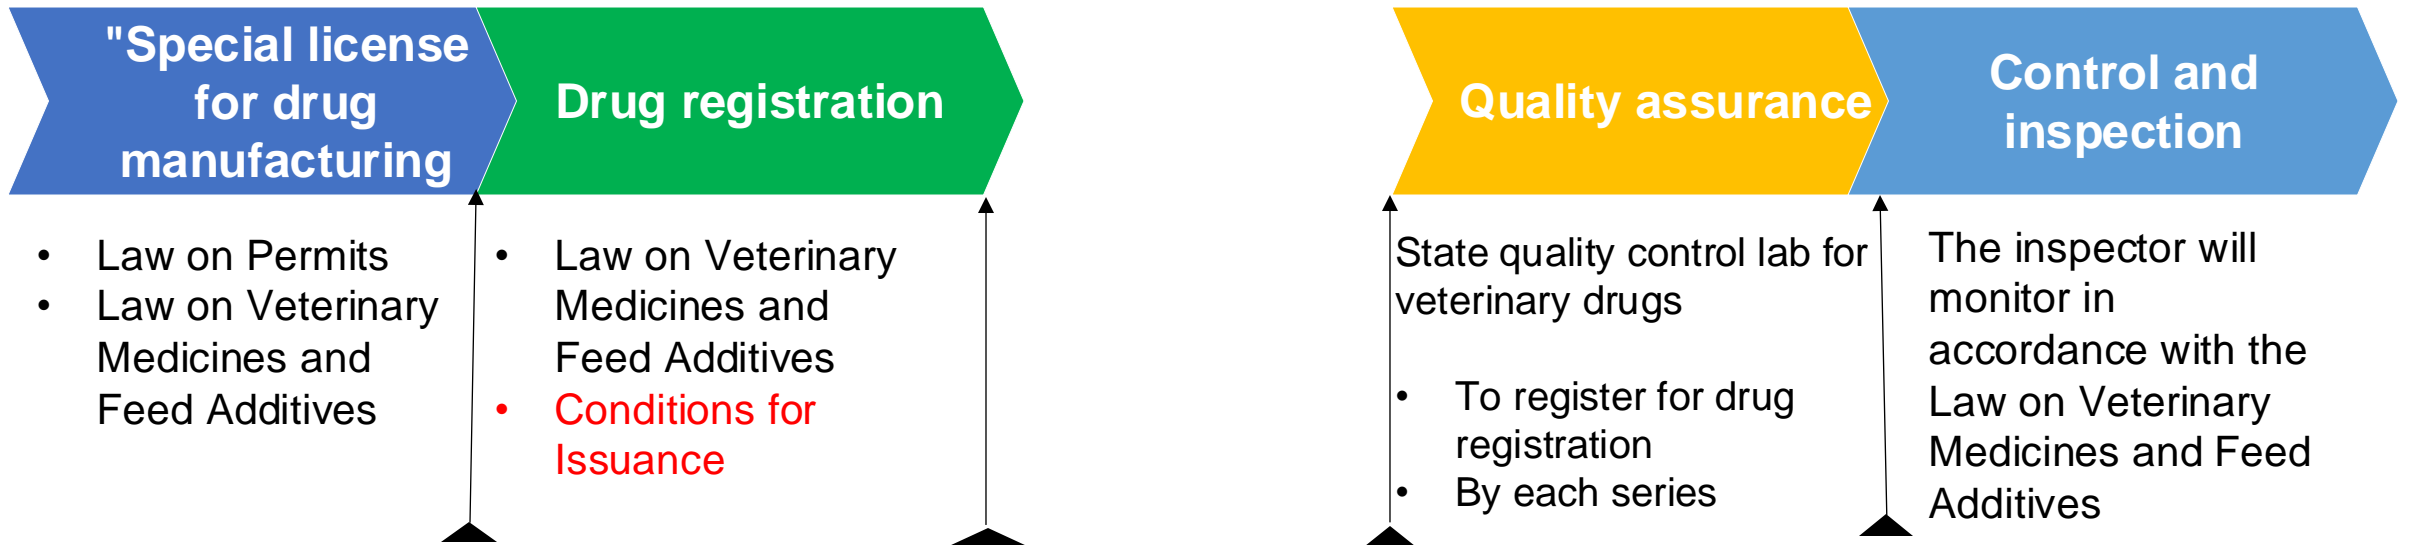 "Special license
for drug
manufacturing
Drug registration
Quality assurance
Control and
inspection
• Law on Permits
• Law on Veterinary
Medicines and
Feed Additives
• Law on Veterinary
Medicines and
Feed Additives
• Conditions for
Issuance
State quality control lab for
veterinary drugs
• To register for drug
registration
• By each series
The inspector will
monitor in
accordance with the
Law on Veterinary
Medicines and Feed
Additives